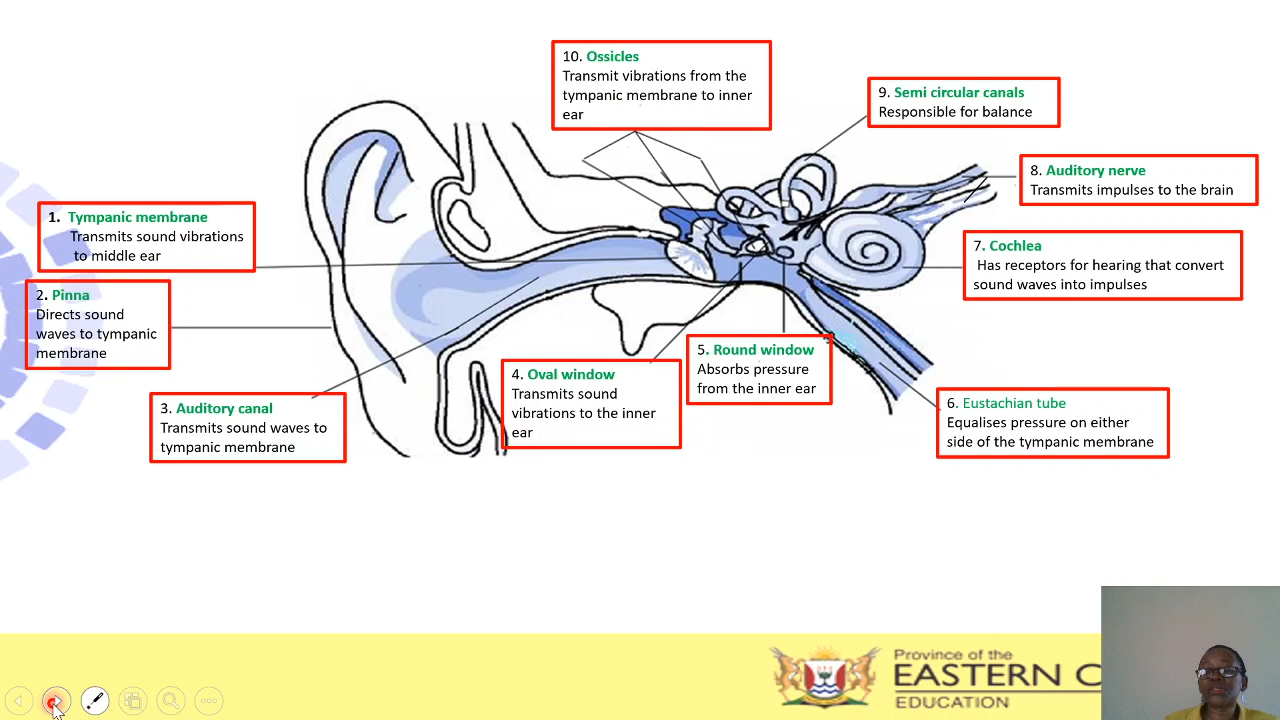 10. Ossicles
Transmit vibrations from the
tympanic membrane to inner
ear
9. Semi circular canals
Responsible for balance
8. Auditory nerve
Transmits impulses to the brain
1. Tympanic membrane
Transmits sound vibrations
to middle ear
7. Cochlea
Has receptors for hearing that convert
sound waves into impulses
2. Pinna
Directs sound
waves to tympanic
membrane
5. Round window
Absorbs pressure
from the inner ear
4. Oval window
Transmits sound
vibrations to the inner
ear
3. Auditory canal
Transmits sound waves to
tympanic membrane
6. Eustachian tube
Equalises pressure on either
side of the tympanic membrane
Province of the
EASTERN C
EDUCATION